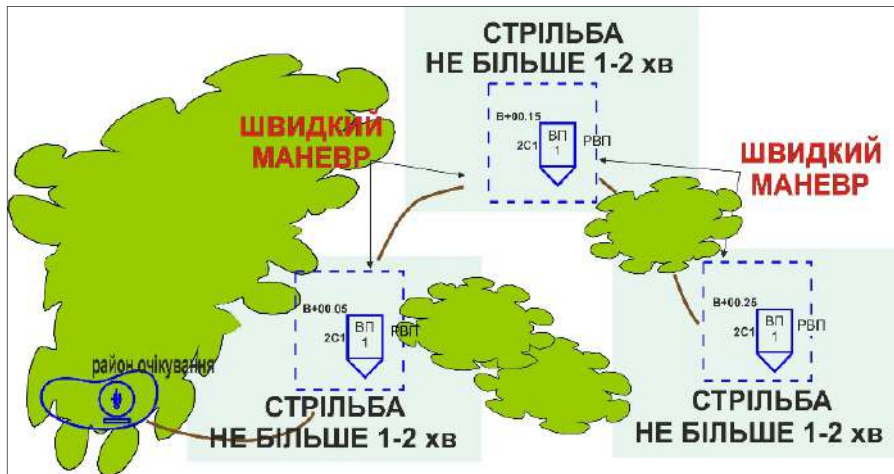 СТРІЛЬБА
НЕ БІЛЬШЕ 1-2 хв
ШВИДКИЙ
МАНЕВР
В+00.15
2С1
ВП
1
РВП
ШВИДКИЙ
МАНЕВР
В+00.05
2С1
ВП
1
РВП
В+00.25
2С1
ВП
1
РВП
район очікування
СТРІЛЬБА
НЕ БІЛЬШЕ 1-2 хв
СТРІЛЬБА
НЕ БІЛЬШЕ 1-2 хв